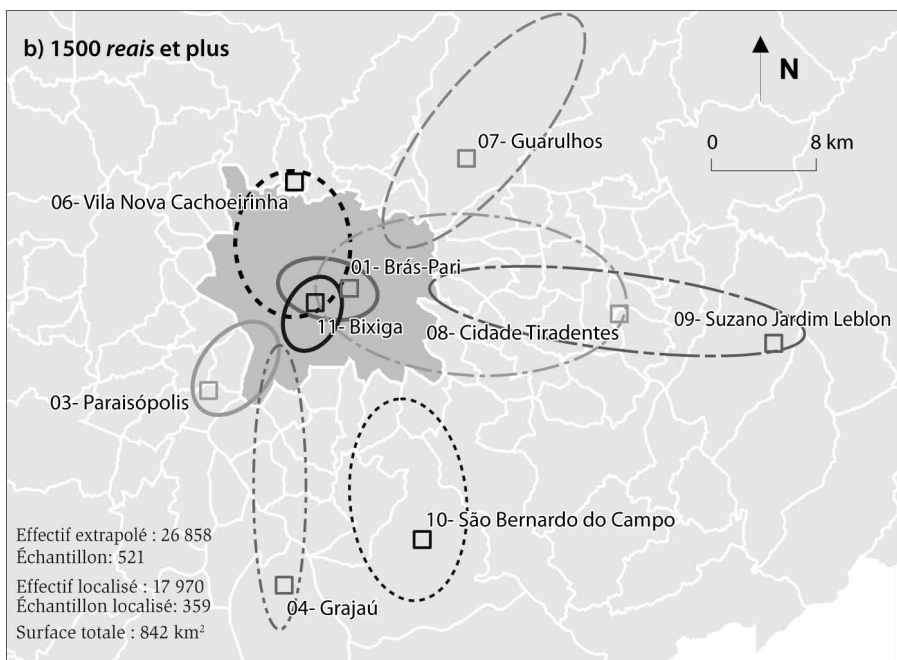 b) 1500 reais et plus
N
0 8 km
07- Guarulhos
06- Vila Nova Cachoeirinha
01- Brás-Pari
11- Bixiga
08- Cidade Tiradentes
09- Suzano Jardim Leblon
03- Paraisópolis
10- São Bernardo do Campo
04- Grajaú
Effectif extrapolé : 26 858
Échantillon: 521
Effectif localisé : 17 970
Échantillon localisé: 359
Surface totale : 842 km²